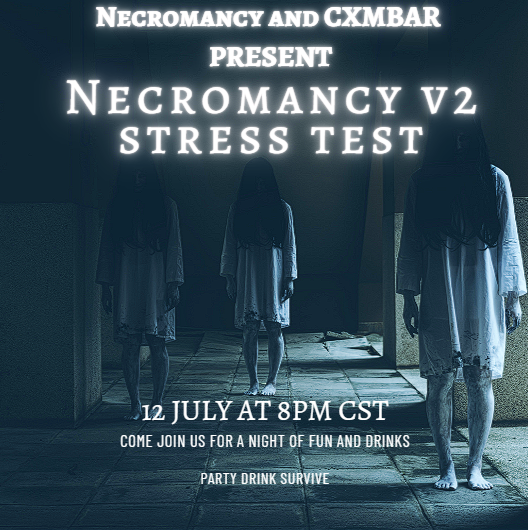 Necromancy and CXMBAR
PRESENT
Necromancy v2
stress test
12 JULY AT 8PM CST
COME JOIN US FOR A NIGHT OF FUN AND DRINKS
PARTY DRINK SURVIVE